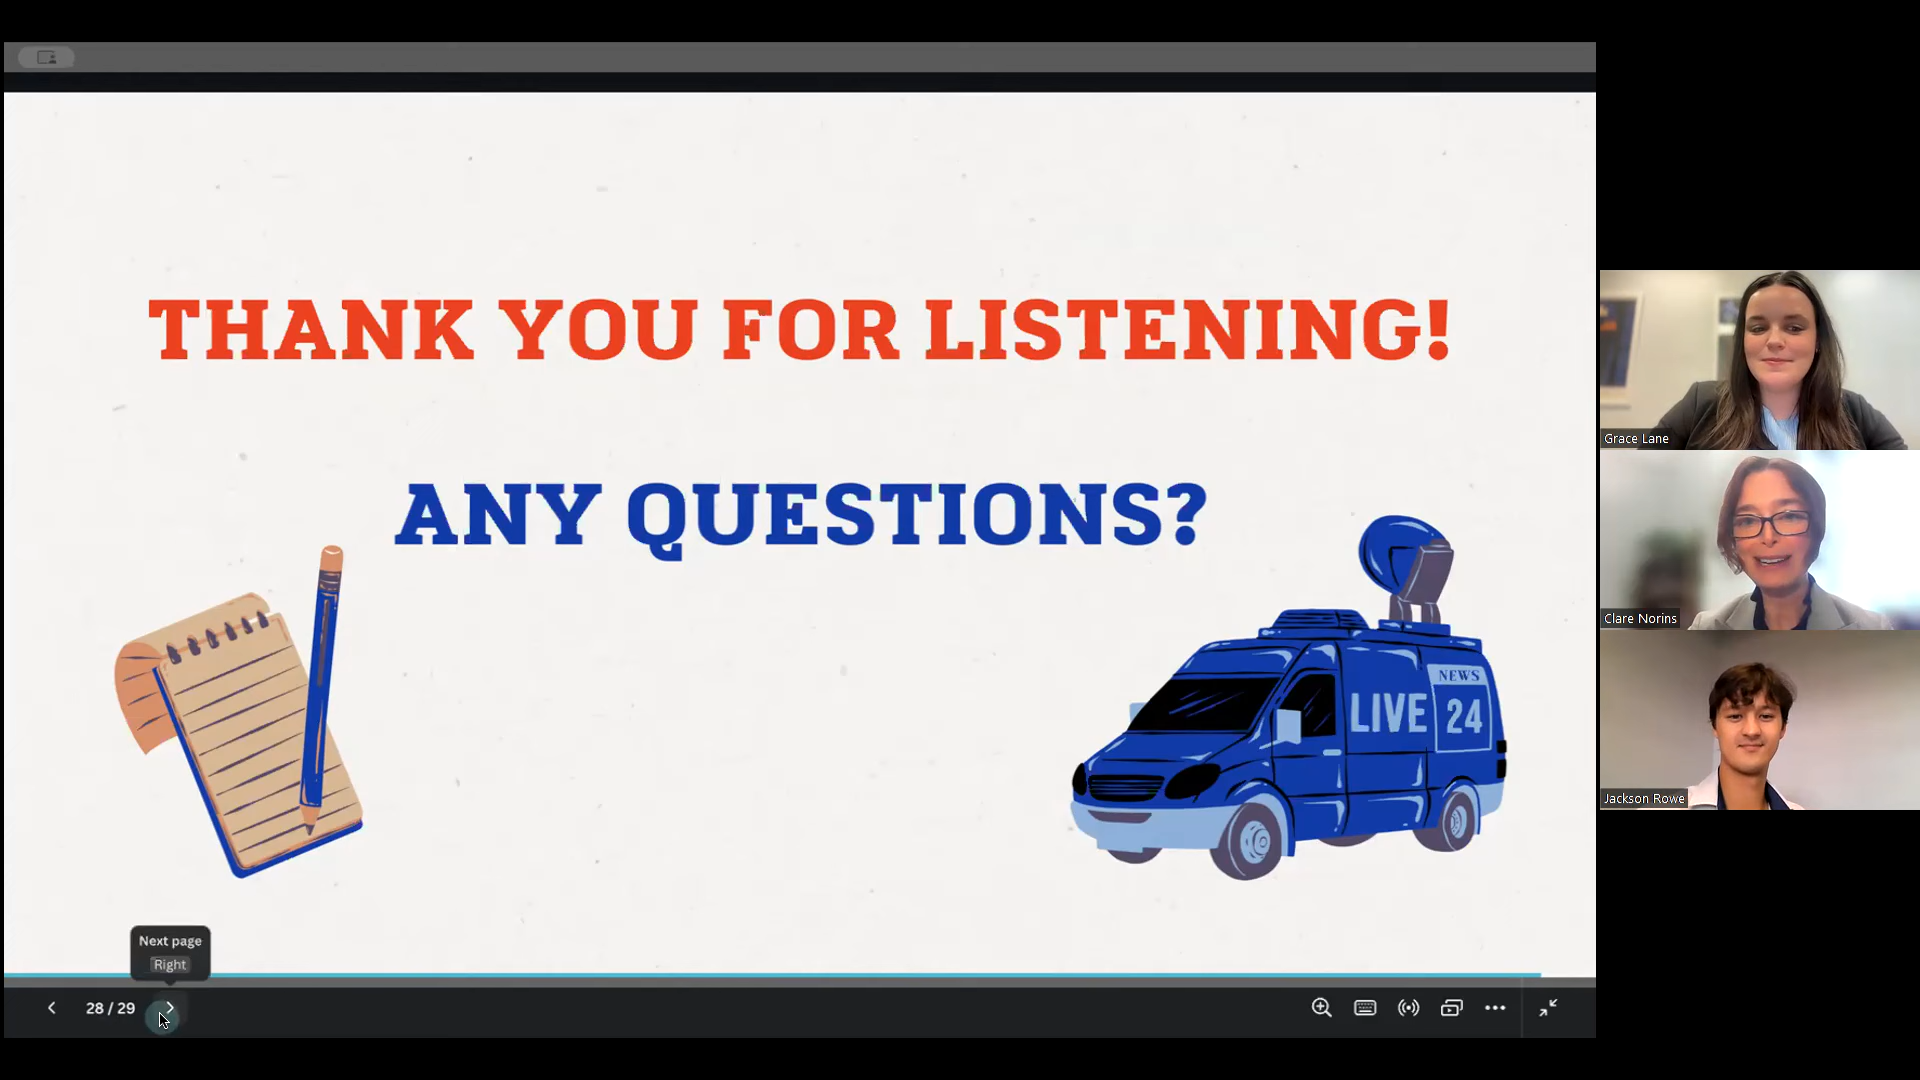 THANK YOU FOR LISTENING!
ANY QUESTIONS?
NEWS
LIVE 24
Next page
Right
28 / 29
Grace Lane
Clare Norins
Jackson Rowe